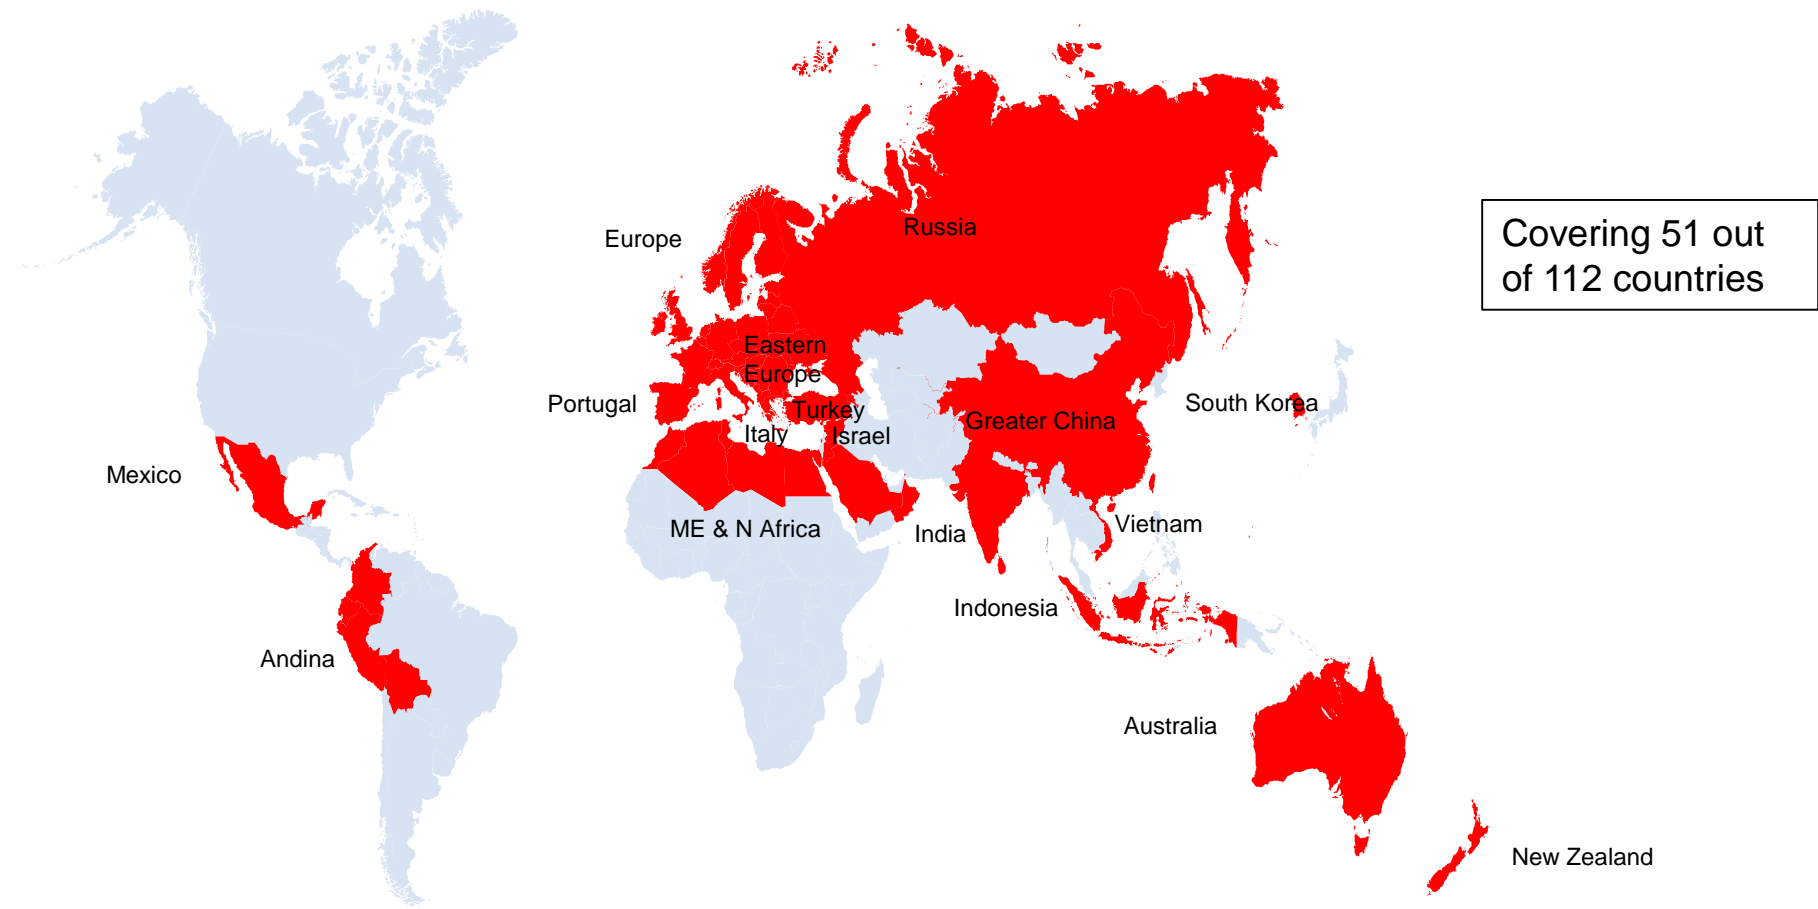 Covering 51 out
of 112 countries
Europe
Russia
Eastern
Europe
Portugal
Turkey
Italy
Israel
Greater China
South Korea
Mexico
ME & N Africa
India
Vietnam
Indonesia
Andina
Australia
New Zealand